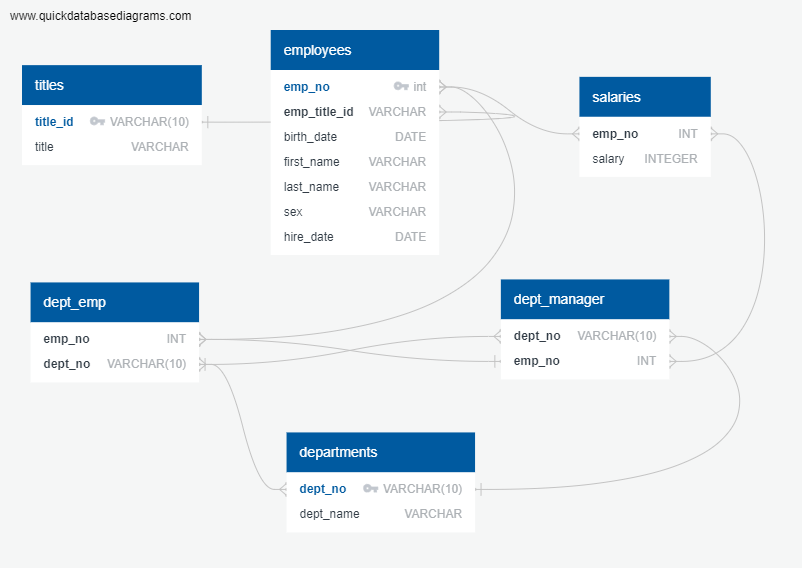 www.quickdatabasediagrams.com
titles
title_id VARCHAR(10)
title VARCHAR
employees
emp_no int
emp_title_id VARCHAR
birth_date DATE
first_name VARCHAR
last_name VARCHAR
sex VARCHAR
hire_date DATE
salaries
emp_no INT
salary INTEGER
dept_emp
emp_no INT
dept_no VARCHAR(10)
dept_manager
dept_no VARCHAR(10)
emp_no INT
departments
dept_no VARCHAR(10)
dept_name VARCHAR